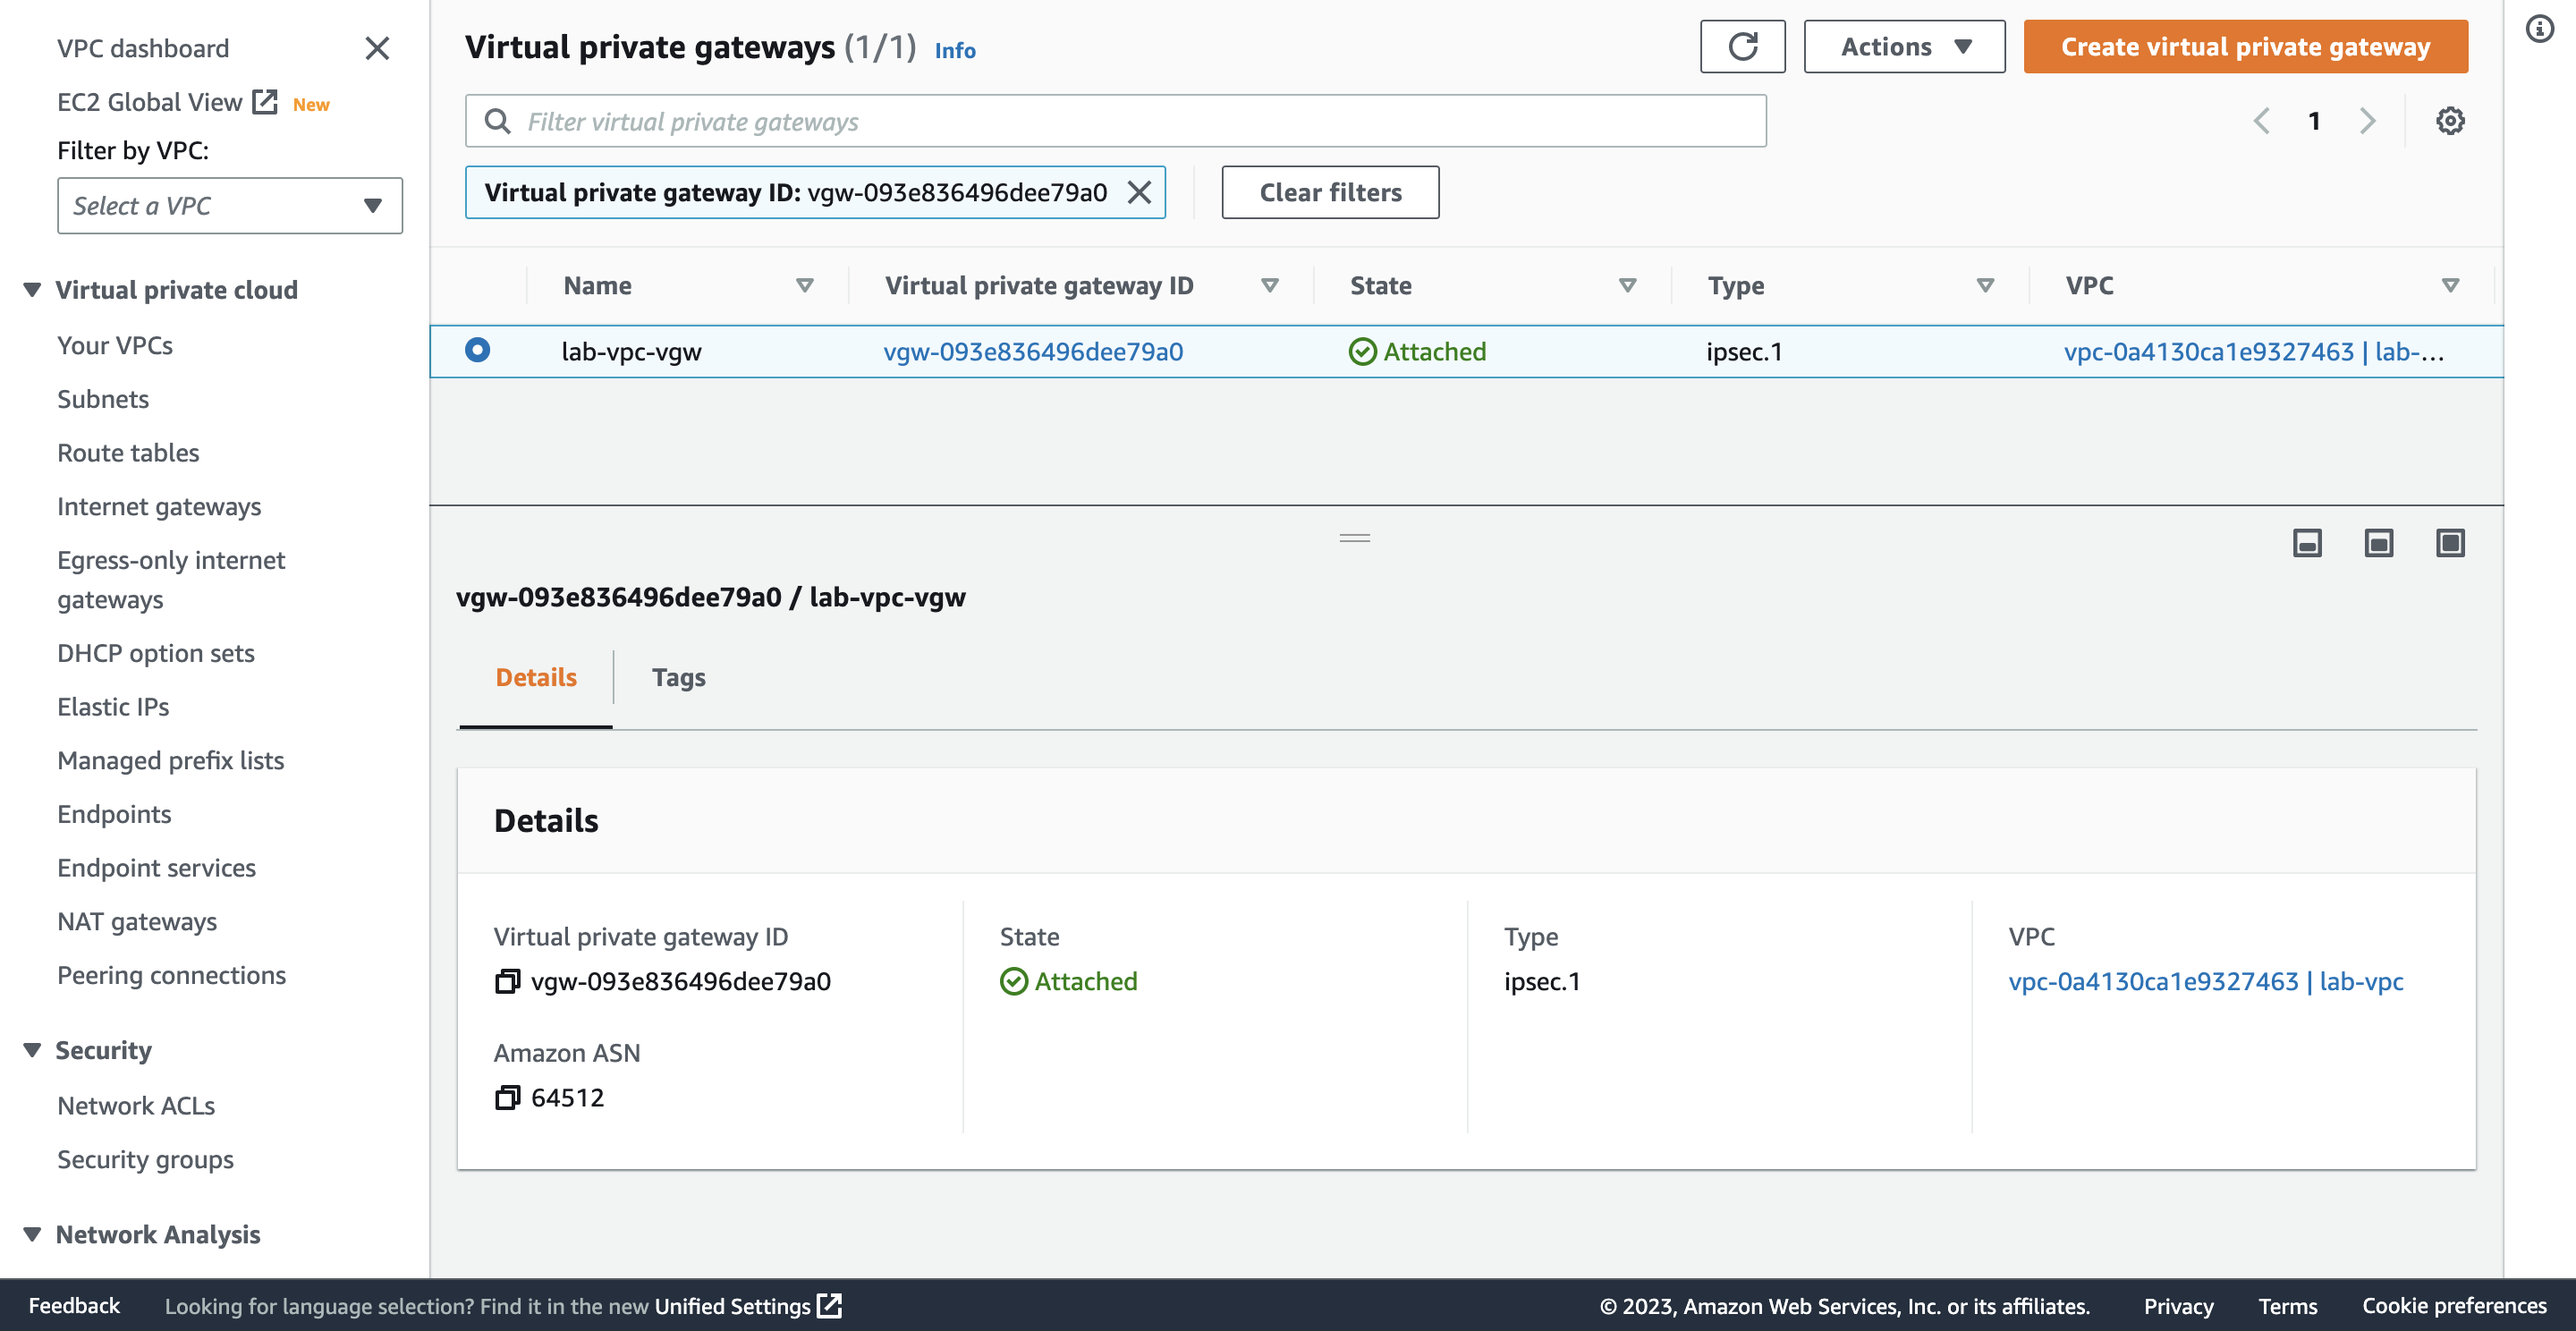 VPC dashboard
EC2 Global View New
Filter by VPC:
Select a VPC
Virtual private cloud
Your VPCs
Subnets
Route tables
Internet gateways
Egress-only internet
gateways
DHCP option sets
Elastic IPs
Managed prefix lists
Endpoints
Endpoint services
NAT gateways
Peering connections
Security
Network ACLs
Security groups
Network Analysis
Virtual private gateways (1/1) Info
Actions
Create virtual private gateway
Filter virtual private gateways
1
Virtual private gateway ID: vgw-093e836496dee79a0
Clear filters
Name Virtual private gateway ID State Type VPC
lab-vpc-vgw vgw-093e836496dee79a0 Attached ipsec.1 vpc-0a4130ca1e9327463 | lab-...
vgw-093e836496dee79a0 / lab-vpc-vgw
Details Tags
Details
Virtual private gateway ID
vgw-093e836496dee79a0
State
Attached
Type
ipsec.1
VPC
vpc-0a4130ca1e9327463 | lab-vpc
Amazon ASN
64512
Feedback Looking for language selection? Find it in the new Unified Settings © 2023, Amazon Web Services, Inc. or its affiliates. Privacy Terms Cookie preferences